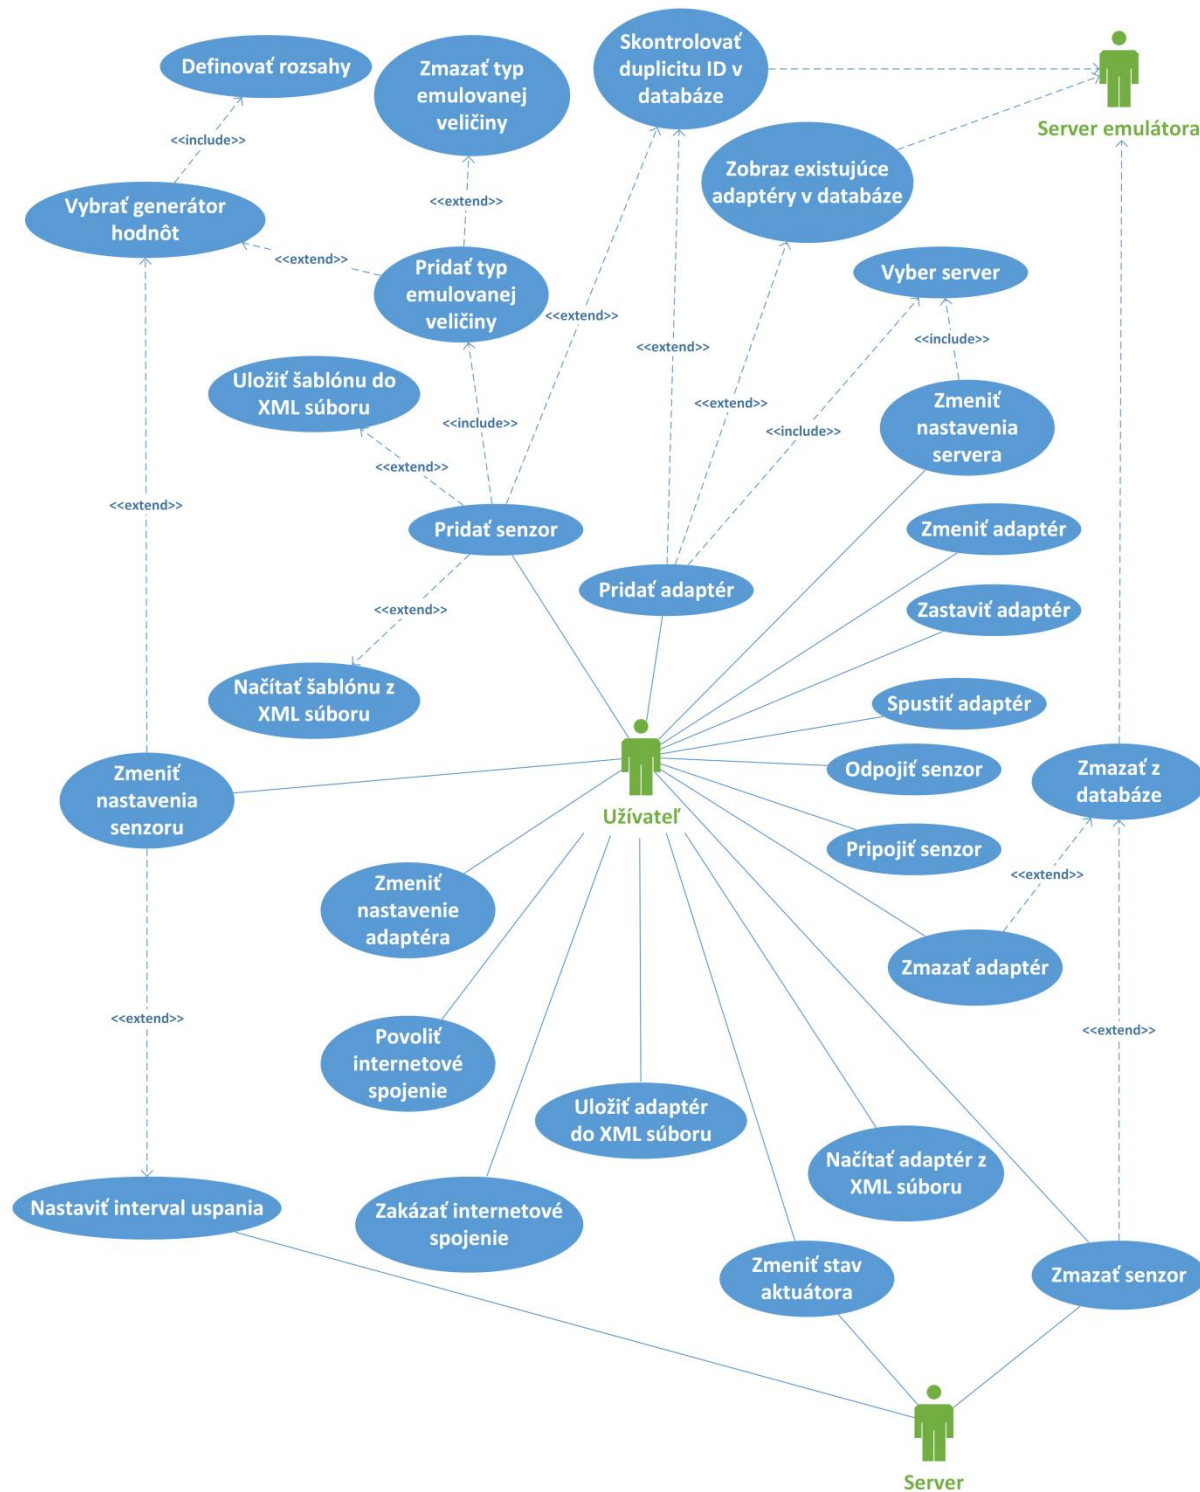 Definovať rozsahy
Zmazať typ
emulovanej
veličiny
Skontrolovať
duplicitu ID v
databáze
Server emulátora
<<include>>
Zobraz existujúce
adaptéry v databáze
Vybrať generátor
hodnôt
<<extend>>
<<extend>>
Pridať typ
emulovanej
veličiny
Vyber server
<<extend>>
<<extend>>
<<include>>
Uložiť šablónu do
XML súboru
<<include>>
<<extend>>
<<include>>
Zmeniť
nastavenia
servera
<<extend>>
<<extend>>
Pridať senzor
Zmeniť adaptér
Pridať adaptér
<<extend>>
Zastaviť adaptér
Načítať šablónu z
XML súboru
Spustiť adaptér
Zmeniť
nastavenia
senzoru
Užívateľ
Odpojiť senzor
Zmazať z
databáze
Pripojiť senzor
<<extend>>
Zmeniť
nastavenie
adaptéra
Zmazať adaptér
<<extend>>
<<extend>>
Povoliť
internetové
spojenie
Uložiť adaptér
do XML súboru
Načítať adaptér z
XML súboru
Nastaviť interval uspania
Zakázať internetové
spojenie
Zmeniť stav
aktuátora
Zmazať senzor
Server